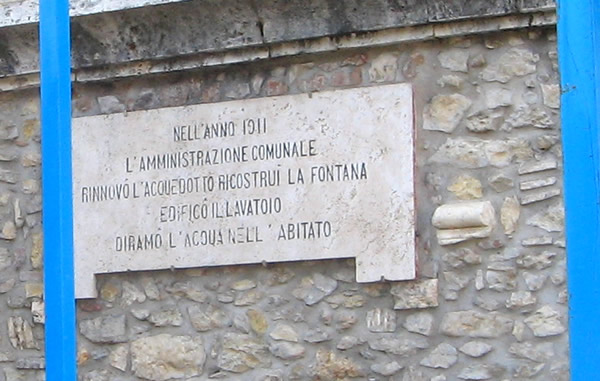 NELL'ANNO 1911
L'AMMINISTRAZIONE COMUNALE
RINNOVÒ L'ACQUEDOTTO RICOSTRUÌ LA FONTANA
EDIFICÒ IL LAVATOIO
DIRAMÒ L'ACQUA NELL'ABITATO